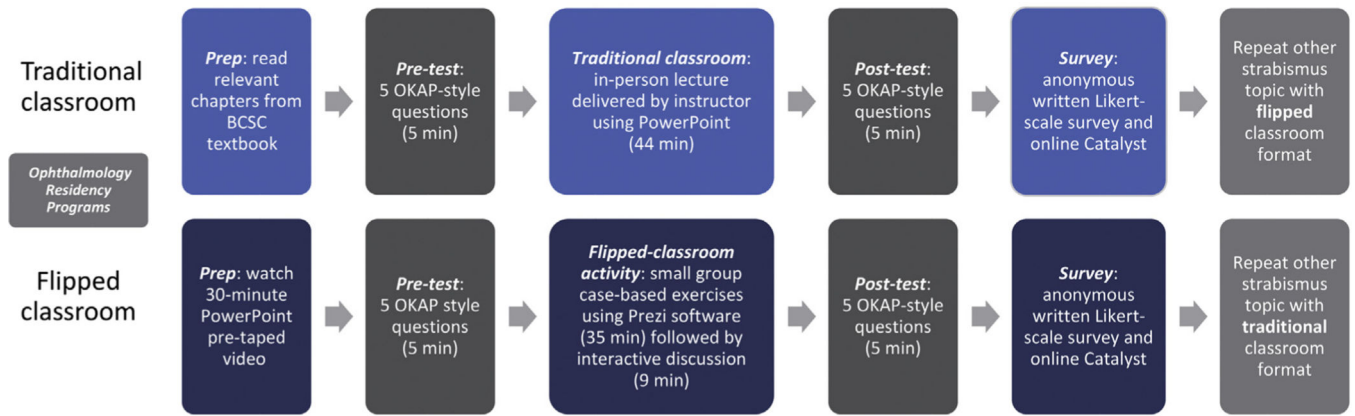 Traditional
classroom
Prep: read
relevant
chapters from
BCSC
textbook
Pre-test:
5 OKAP-style
questions
(5 min)
Traditional classroom:
in-person lecture
delivered by instructor
using PowerPoint
(44 min)
Post-test:
5 OKAP-style
questions
(5 min)
Survey:
anonymous
written Likert-
scale survey and
online Catalyst
Repeat other
strabismus
topic with
flipped
classroom
format
Ophthalmology
Residency
Programs
Flipped
classroom
Prep: watch
30-minute
PowerPoint
pre-taped
video
Pre-test:
5 OKAP style
questions
(5 min)
Flipped-classroom
activity: small group
case-based exercises
using Prezi software
(35 min) followed by
interactive discussion
(9 min)
Post-test:
5 OKAP-style
questions
(5 min)
Survey:
anonymous
written Likert-
scale survey and
online Catalyst
Repeat other
strabismus
topic with
traditional
classroom
format